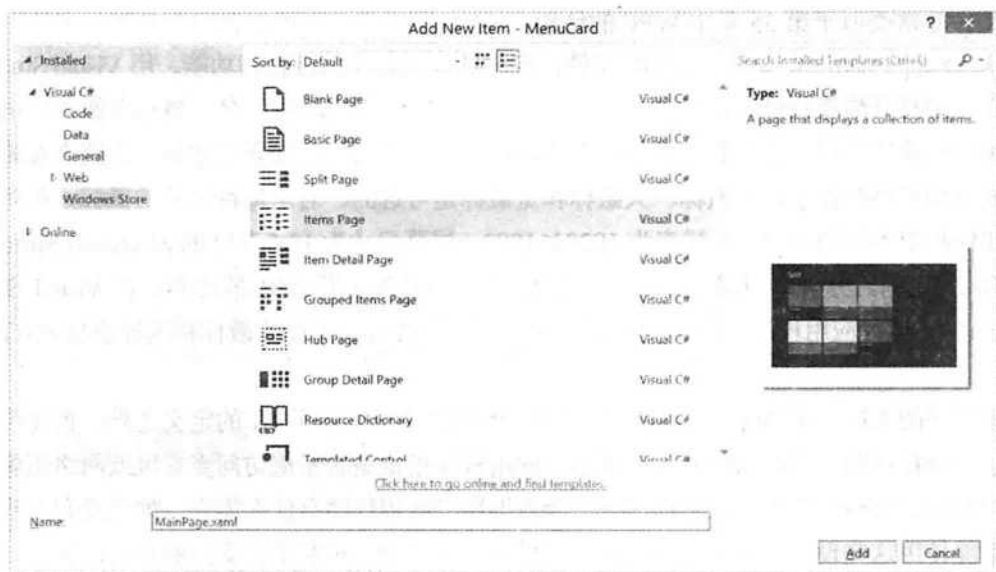 Add New Item - MenuCard
?
Installed
Sort by: Default
Search Installed Templates (Ctrl+L)
Visual C#
Code
Data
General
Web
Windows Store
Online
Blank Page Visual C#
Basic Page Visual C#
Split Page Visual C#
Items Page Visual C#
Item Detail Page Visual C#
Grouped Items Page Visual C#
Hub Page Visual C#
Group Detail Page Visual C#
Resource Dictionary Visual C#
Templated Control Visual C#
Type: Visual C#
A page that displays a collection of items.
Click here to go online and find templates.
Name: MainPage.xaml
Add
Cancel